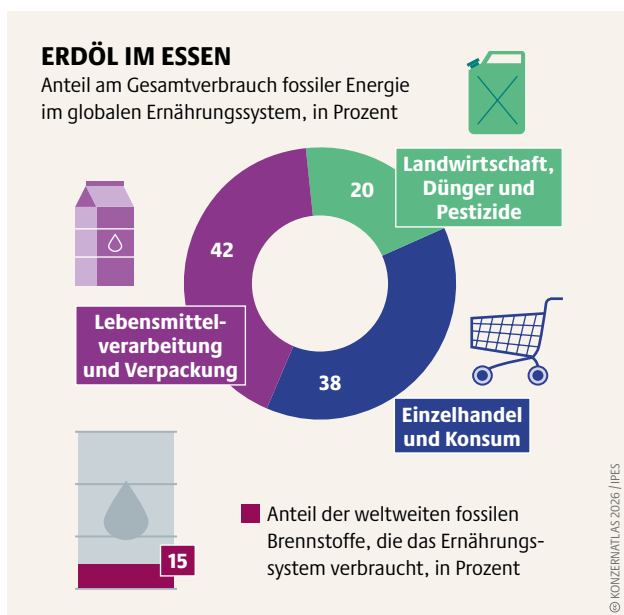 ERDÖL IM ESSEN
Anteil am Gesamtverbrauch fossiler Energie
im globalen Ernährungssystem, in Prozent
20
Landwirtschaft,
Dünger und
Pestizide
42
Lebensmittel-
verarbeitung
und Verpackung
38
Einzelhandel
und Konsum
15
Anteil der weltweiten fossilen
Brennstoffe, die das Ernährungs-
system verbraucht, in Prozent
© KONZERNATLAS 2026 / IPES